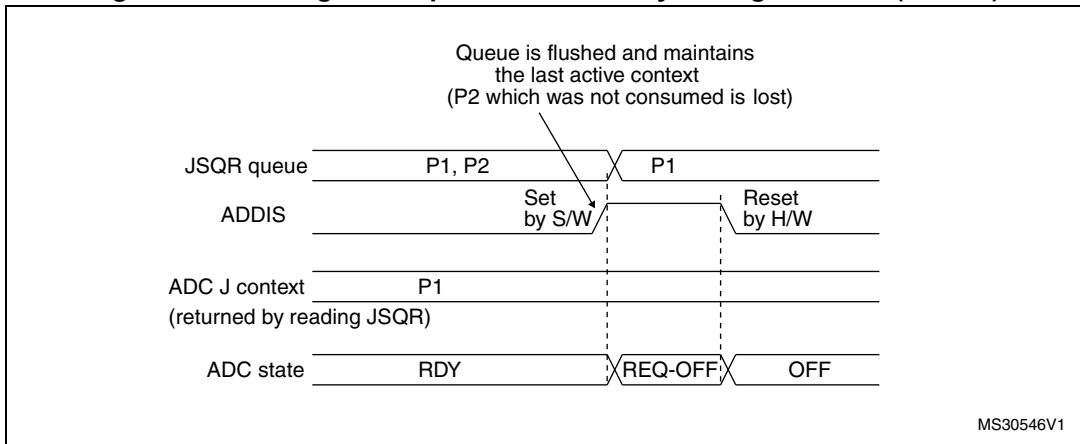 Queue is flushed and maintains
the last active context
(P2 which was not consumed is lost)
JSQR queue P1, P2 P1
ADDIS Set by S/W Reset by H/W
ADC J context P1
(returned by reading JSQR)
ADC state RDY REQ-OFF OFF
MS30546V1